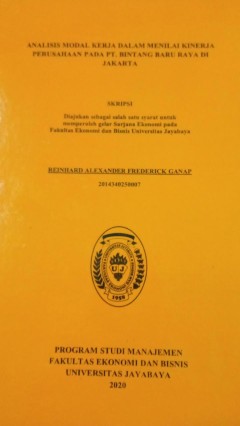 ANALISIS MODAL KERJA DALAM MENILAI KINERJA
PERUSAHAAN PADA PT. BINTANG BARU RAYA DI
JAKARTA
SKRIPSI
Diajukan sebagai salah satu syarat untuk
memperoleh gelar Sarjana Ekonomi pada
Fakultas Ekonomi dan Bisnis Universitas Jayabaya
REINHARD ALEXANDER FREDERICK GANAP
2014340250007
UJ
1958
PROGRAM STUDI MANAJEMEN
FAKULTAS EKONOMI DAN BISNIS
UNIVERSITAS JAYABAYA
2020